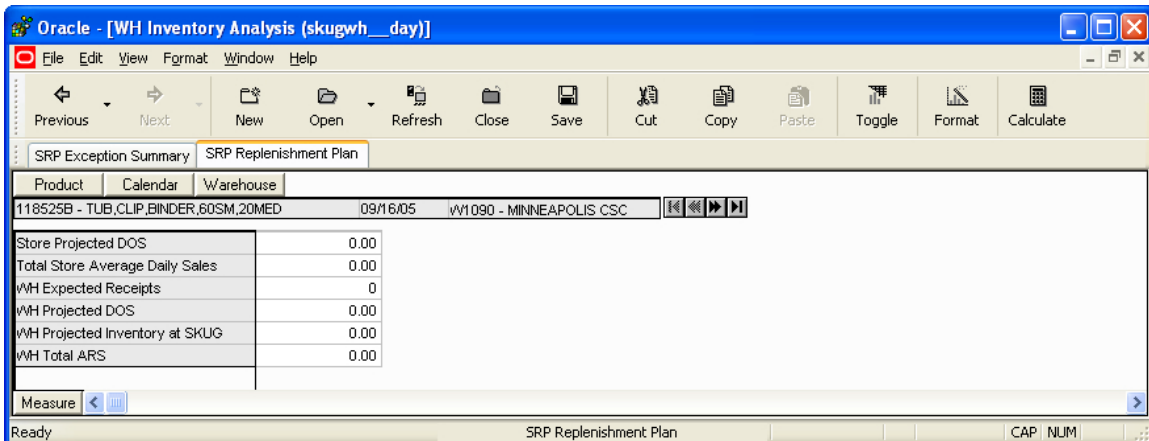 Oracle - [WH Inventory Analysis (skugwh__day)]
File Edit View Format Window Help
Previous Next New Open Refresh Close Save Cut Copy Paste Toggle Format Calculate
SRP Exception Summary SRP Replenishment Plan
Product Calendar Warehouse
118525B - TUB,CLIP,BINDER,60SM,20MED 09/16/05 W1090 - MINNEAPOLIS CSC
Store Projected DOS 0.00
Total Store Average Daily Sales 0.00
WH Expected Receipts 0
WH Projected DOS 0.00
WH Projected Inventory at SKUG 0.00
WH Total ARS 0.00
Measure
Ready SRP Replenishment Plan CAP NUM